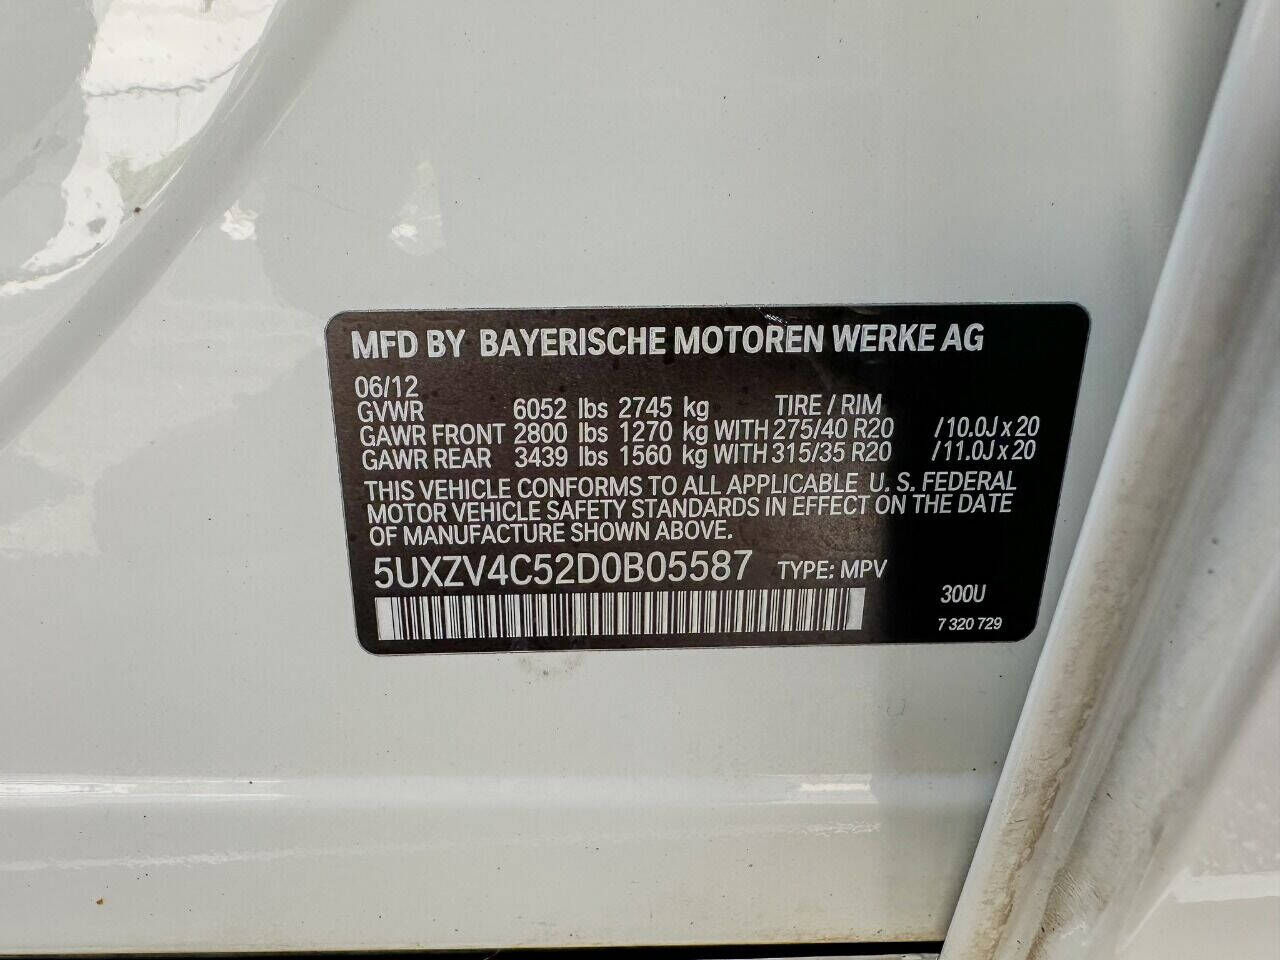 MFD BY BAYERISCHE MOTOREN WERKE AG
06/12
GVWR 6052 lbs 2745 kg TIRE / RIM
GAWR FRONT 2800 lbs 1270 kg WITH 275/40 R20 /10.0J x 20
GAWR REAR 3439 lbs 1560 kg WITH 315/35 R20 /11.0J x 20
THIS VEHICLE CONFORMS TO ALL APPLICABLE U. S. FEDERAL
MOTOR VEHICLE SAFETY STANDARDS IN EFFECT ON THE DATE
OF MANUFACTURE SHOWN ABOVE.
5UXZV4C52D0B05587 TYPE: MPV
300U
7 320 729